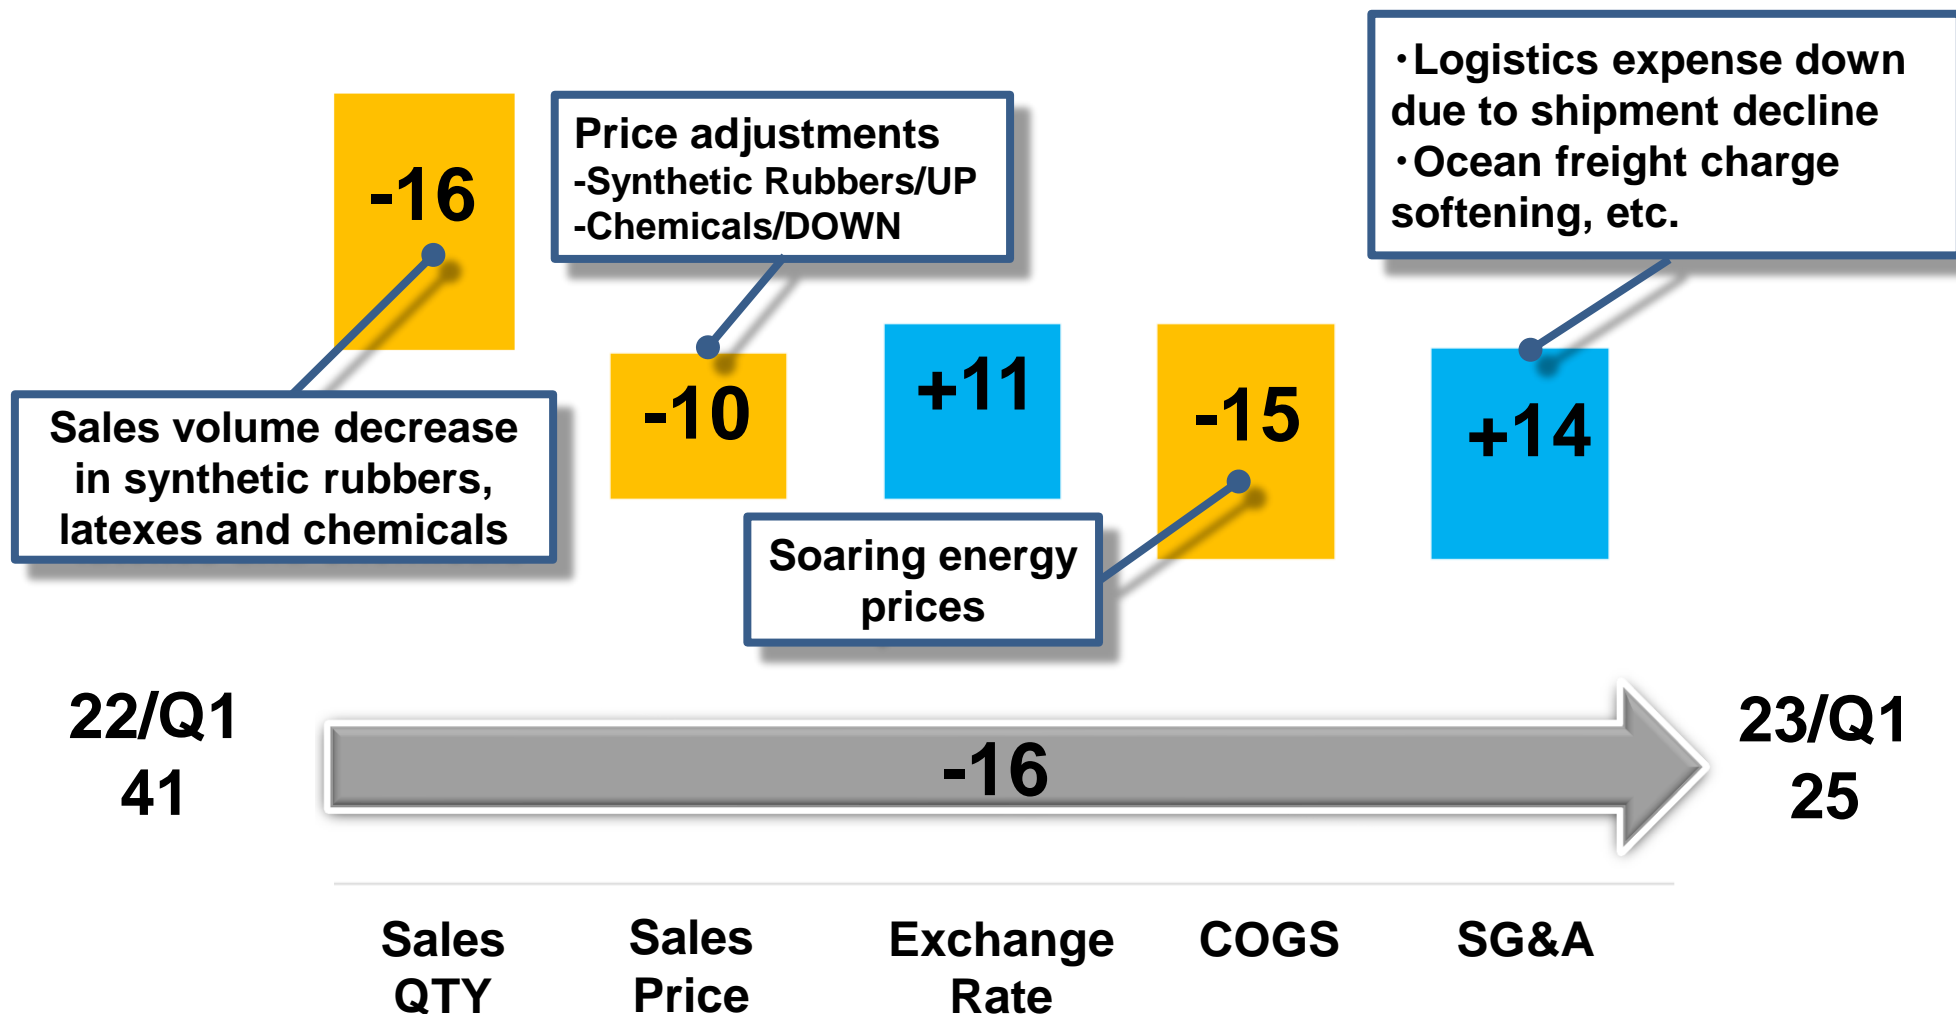 -16
Price adjustments
-Synthetic Rubbers/UP
-Chemicals/DOWN
・Logistics expense down
due to shipment decline
・Ocean freight charge
softening, etc.
-10
+11
-15
+14
Sales volume decrease
in synthetic rubbers,
latexes and chemicals
Soaring energy
prices
22/Q1
41
-16
23/Q1
25
Sales
QTY
Sales
Price
Exchange
Rate
COGS
SG&A